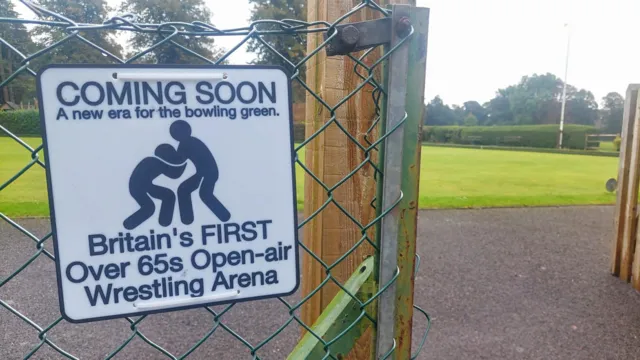 COMING SOON
A new era for the bowling green.
Britain's FIRST
Over 65s Open-air
Wrestling Arena